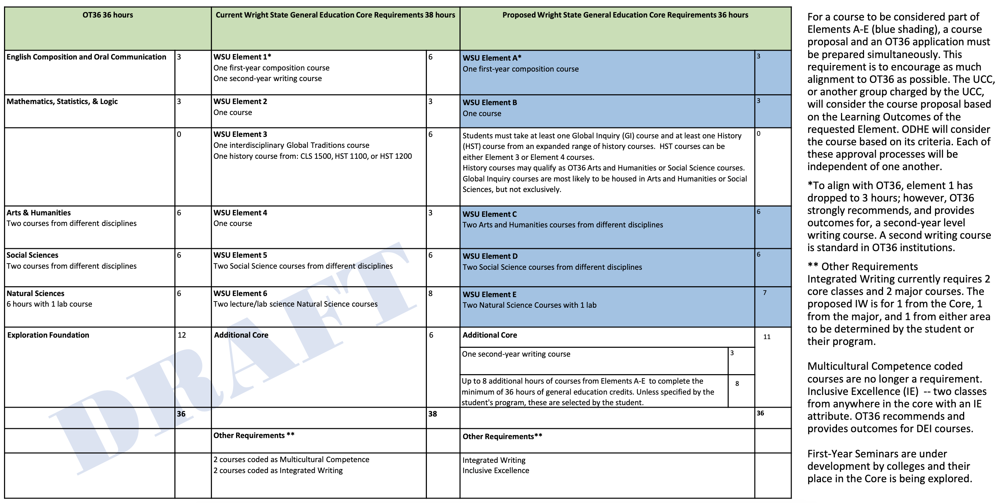 OT36 36 hours
Current Wright State General Education Core Requirements 38 hours
Proposed Wright State General Education Core Requirements 36 hours
English Composition and Oral Communication
3
WSU Element 1*
One first-year composition course
One second-year writing course
6
WSU Element A*
One first-year composition course
3
Mathematics, Statistics, & Logic
3
WSU Element 2
One course
3
WSU Element B
One course
3
0
WSU Element 3
One interdisciplinary Global Traditions course
One history course from: CLS 1500, HST 1100, or HST 1200
6
Students must take at least one Global Inquiry (GI) course and at least one History
(HST) course from an expanded range of history courses.  HST courses can be
either Element 3 or Element 4 courses.
History courses may qualify as OT36 Arts and Humanities or Social Science courses.
Global Inquiry courses are most likely to be housed in Arts and Humanities or Social
Sciences, but not exclusively.
0
Arts & Humanities
Two courses from different disciplines
6
WSU Element 4
One course
3
WSU Element C
Two Arts and Humanities courses from different disciplines
6
Social Sciences
Two courses from different disciplines
6
WSU Element 5
Two Social Science courses from different disciplines
6
WSU Element D
Two Social Science courses from different disciplines
6
Natural Sciences
6 hours with 1 lab course
6
WSU Element 6
Two lecture/lab science Natural Science courses
8
WSU Element E
Two Natural Science Courses with 1 lab
7
Exploration Foundation
12
Additional Core
6
Additional Core
11
One second-year writing course
3
Up to 8 additional hours of courses from Elements A-E  to complete the
minimum of 36 hours of general education credits. Unless specified by the
student's program, these are selected by the student.
8
36
38
36
Other Requirements **
Other Requirements**
2 courses coded as Multicultural Competence
2 courses coded as Integrated Writing
Integrated Writing
Inclusive Excellence
DRAFT
For a course to be considered part of
Elements A-E (blue shading), a course
proposal and an OT36 application must
be prepared simultaneously. This
requirement is to encourage as much
alignment to OT36 as possible. The UCC,
or another group charged by the UCC,
will consider the course proposal based
on the Learning Outcomes of the
requested Element. ODHE will consider
the course based on its criteria. Each of
these approval processes will be
independent of one another.
*To align with OT36, element 1 has
dropped to 3 hours; however, OT36
strongly recommends, and provides
outcomes for, a second-year level
writing course. A second writing course
is standard in OT36 institutions.
** Other Requirements
Integrated Writing currently requires 2
core classes and 2 major courses. The
proposed IW is for 1 from the Core, 1
from the major, and 1 from either area
to be determined by the student or
their program.
Multicultural Competence coded
courses are no longer a requirement.
Inclusive Excellence (IE)  -- two classes
from anywhere in the core with an IE
attribute. OT36 recommends and
provides outcomes for DEI courses.
First-Year Seminars are under
development by colleges and their
place in the Core is being explored.